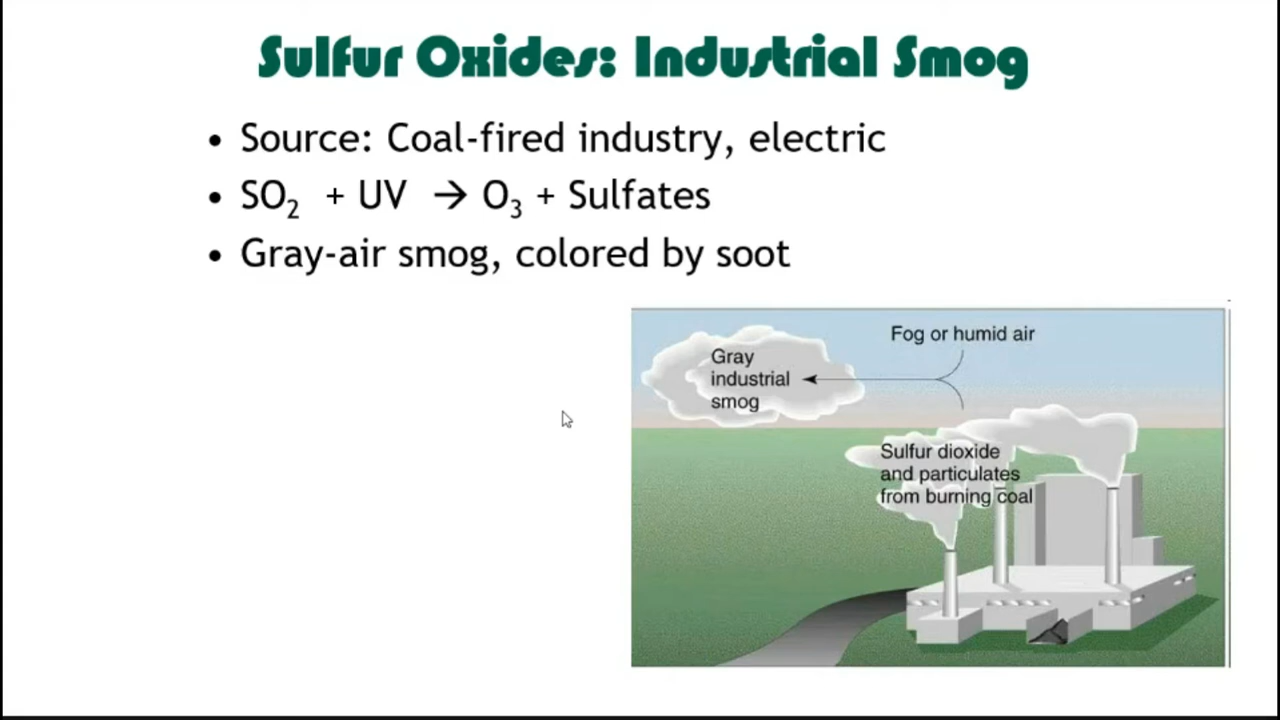 Sulfur Oxides: Industrial Smog
• Source: Coal-fired industry, electric
• SO₂ + UV → O₃ + Sulfates
• Gray-air smog, colored by soot
Fog or humid air
Gray
industrial
smog
Sulfur dioxide
and particulates
from burning coal